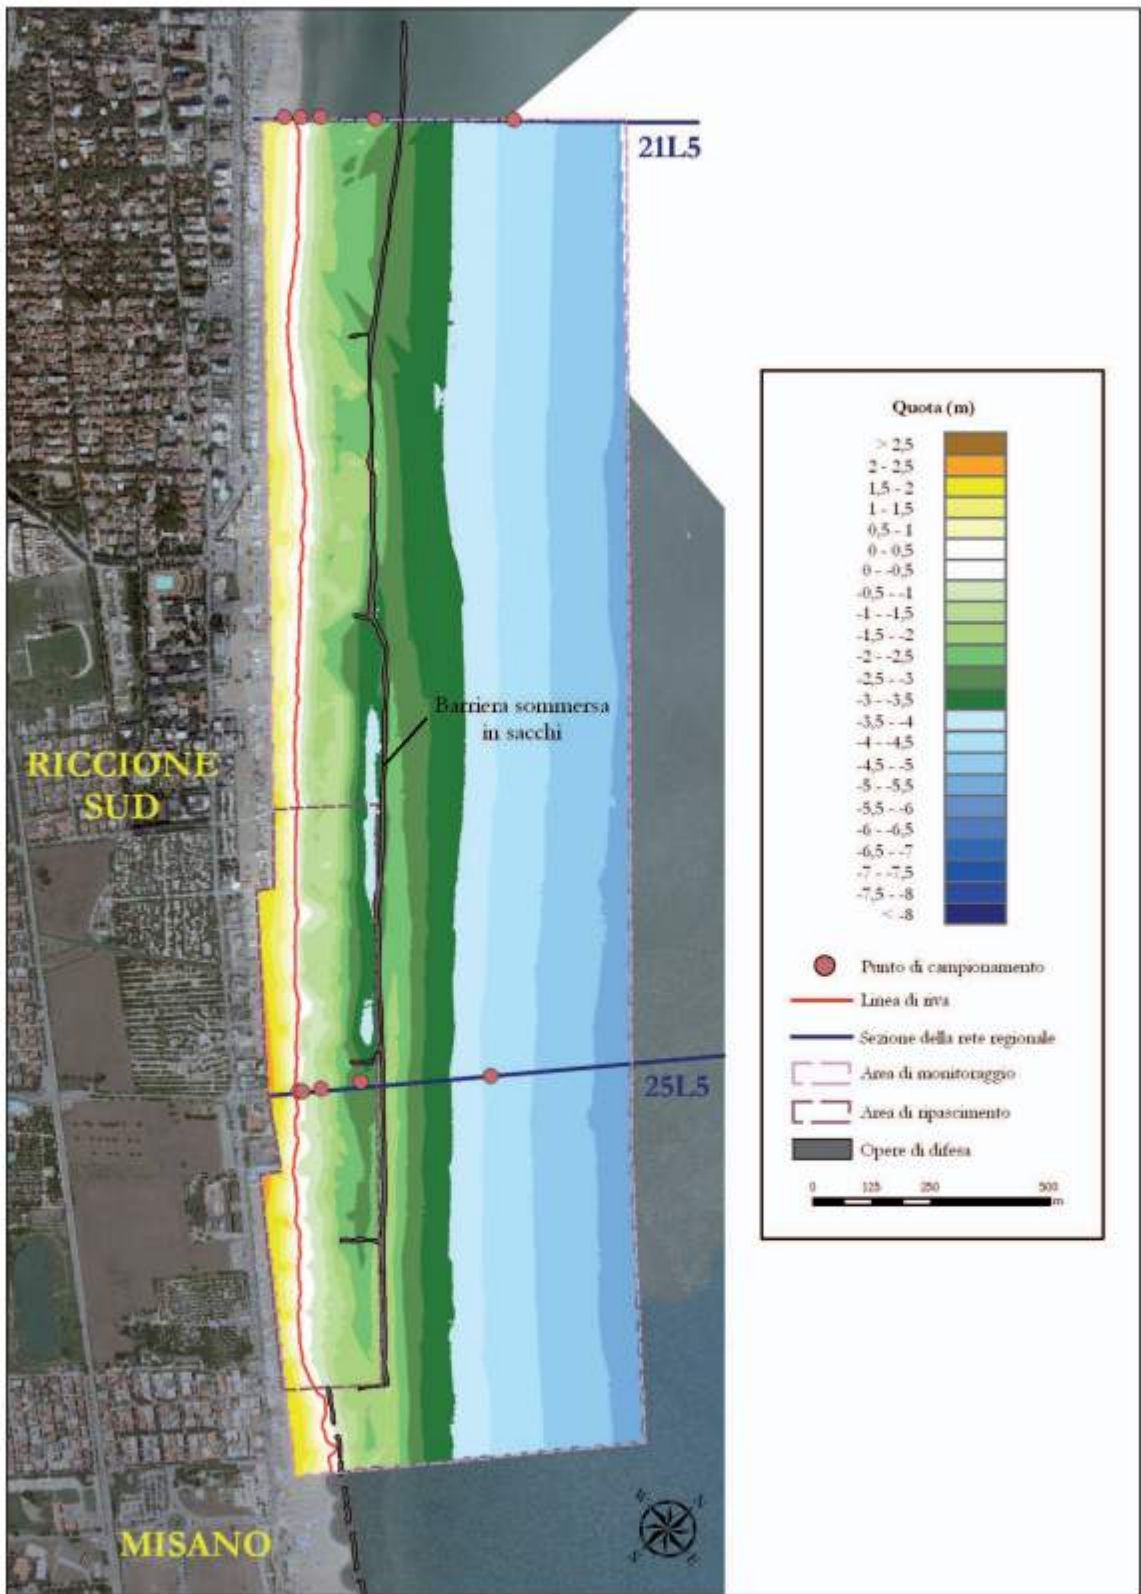 21L5
Barriera sommersa
in sacchi
RICCIONE
SUD
25L5
MISANO
Quota (m)
> 2,5
2 - 2,5
1,5 - 2
1 - 1,5
0,5 - 1
0 - 0,5
0 - -0,5
-0,5 - -1
-1 - -1,5
-1,5 - -2
-2 - -2,5
-2,5 - -3
-3 - -3,5
-3,5 - -4
-4 - -4,5
-4,5 - -5
-5 - -5,5
-5,5 - -6
-6 - -6,5
-6,5 - -7
-7 - -7,5
-7,5 - -8
< -8
Punto di campionamento
Linea di riva
Sezione della rete regionale
Area di monitoraggio
Area di ripascimento
Opere di difesa
0 125 250 500
m